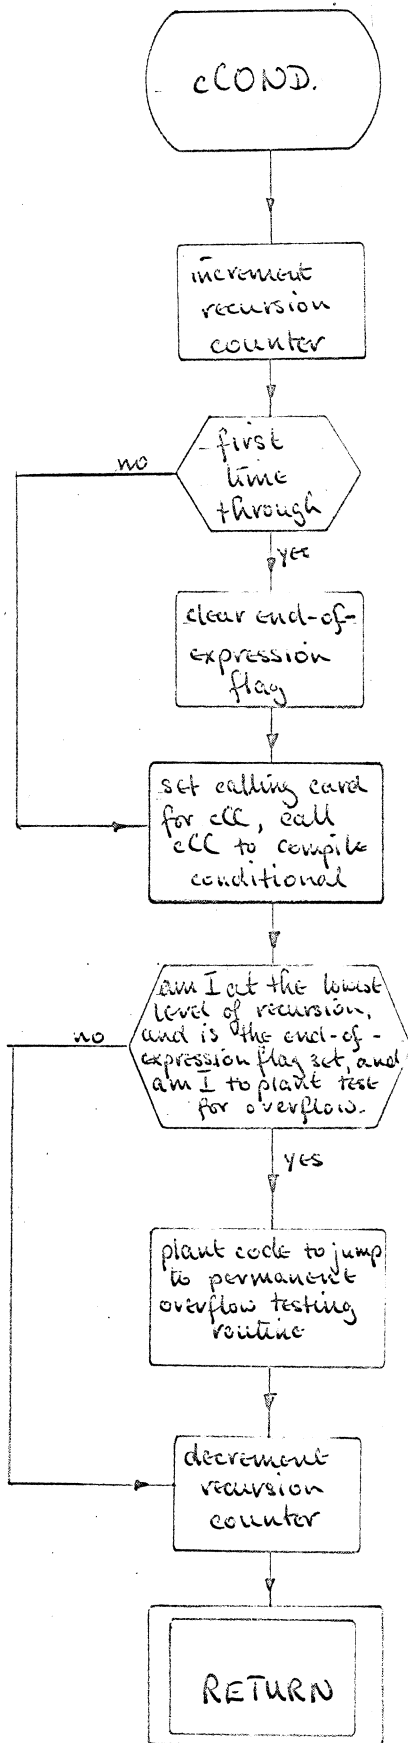 cCOND.
increment
recursion
counter
first
time
through
no
yes
clear end-of-
expression
flag
set calling card
for cCC, call
cCC to compile
conditional
am I at the lowest
level of recursion,
and is the end-of-
expression flag set, and
am I to plant test
for overflow.
no
yes
plant code to jump
to permanent
overflow testing
routine
decrement
recursion
counter
RETURN